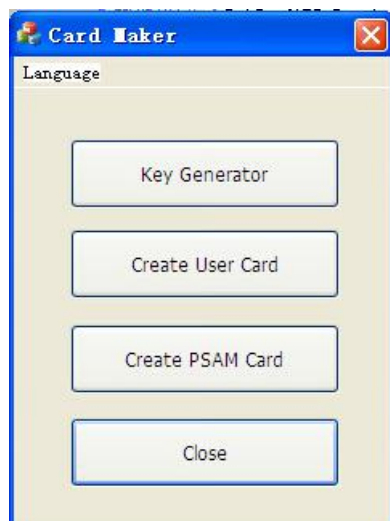 Card Maker
Language
Key Generator
Create User Card
Create PSAM Card
Close